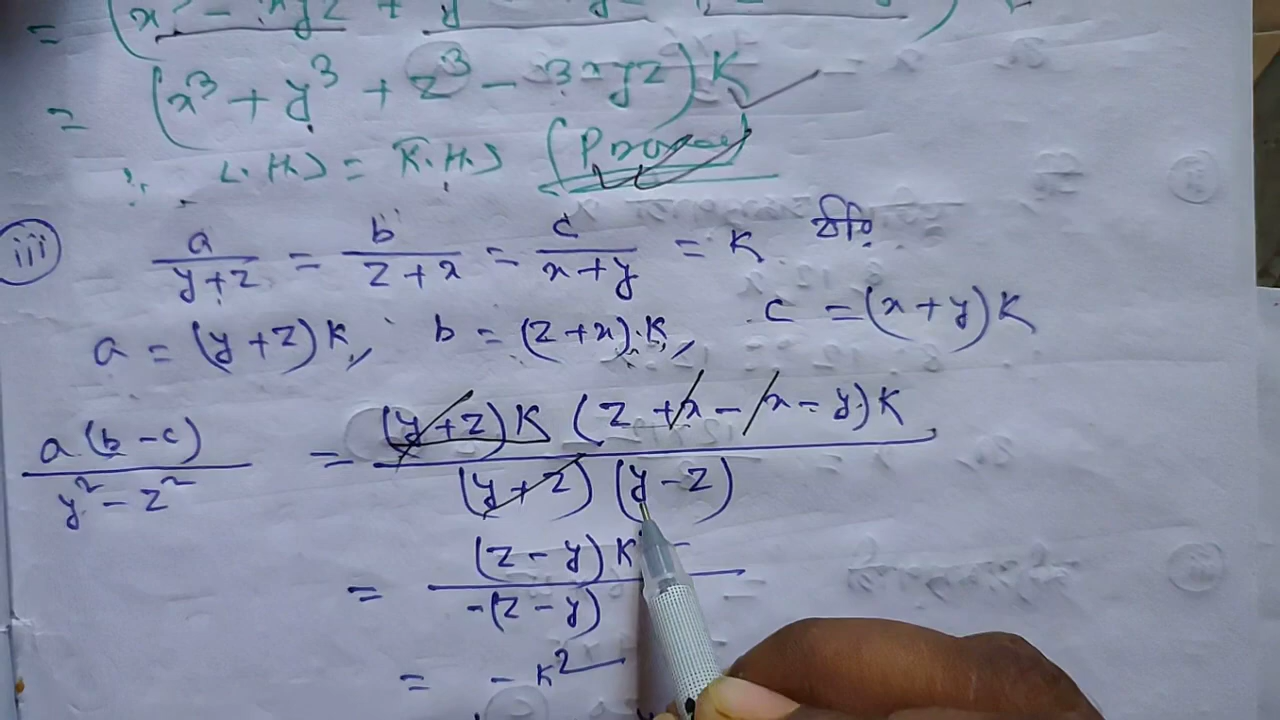 = (x³ + y³ + z³ - 3xyz) K
∴ L.H.S = R.H.S (Proved)
iii a/(y+z) = b/(z+x) = c/(x+y) = K ধরি
a = (y+z)K, b = (z+x).K, c = (x+y)K
a(b-c)/(y²-z²) = (y+z)K (z+x-x-y)K/((y+z)(y-z))
= (z-y)K/-(z-y)
= -K²